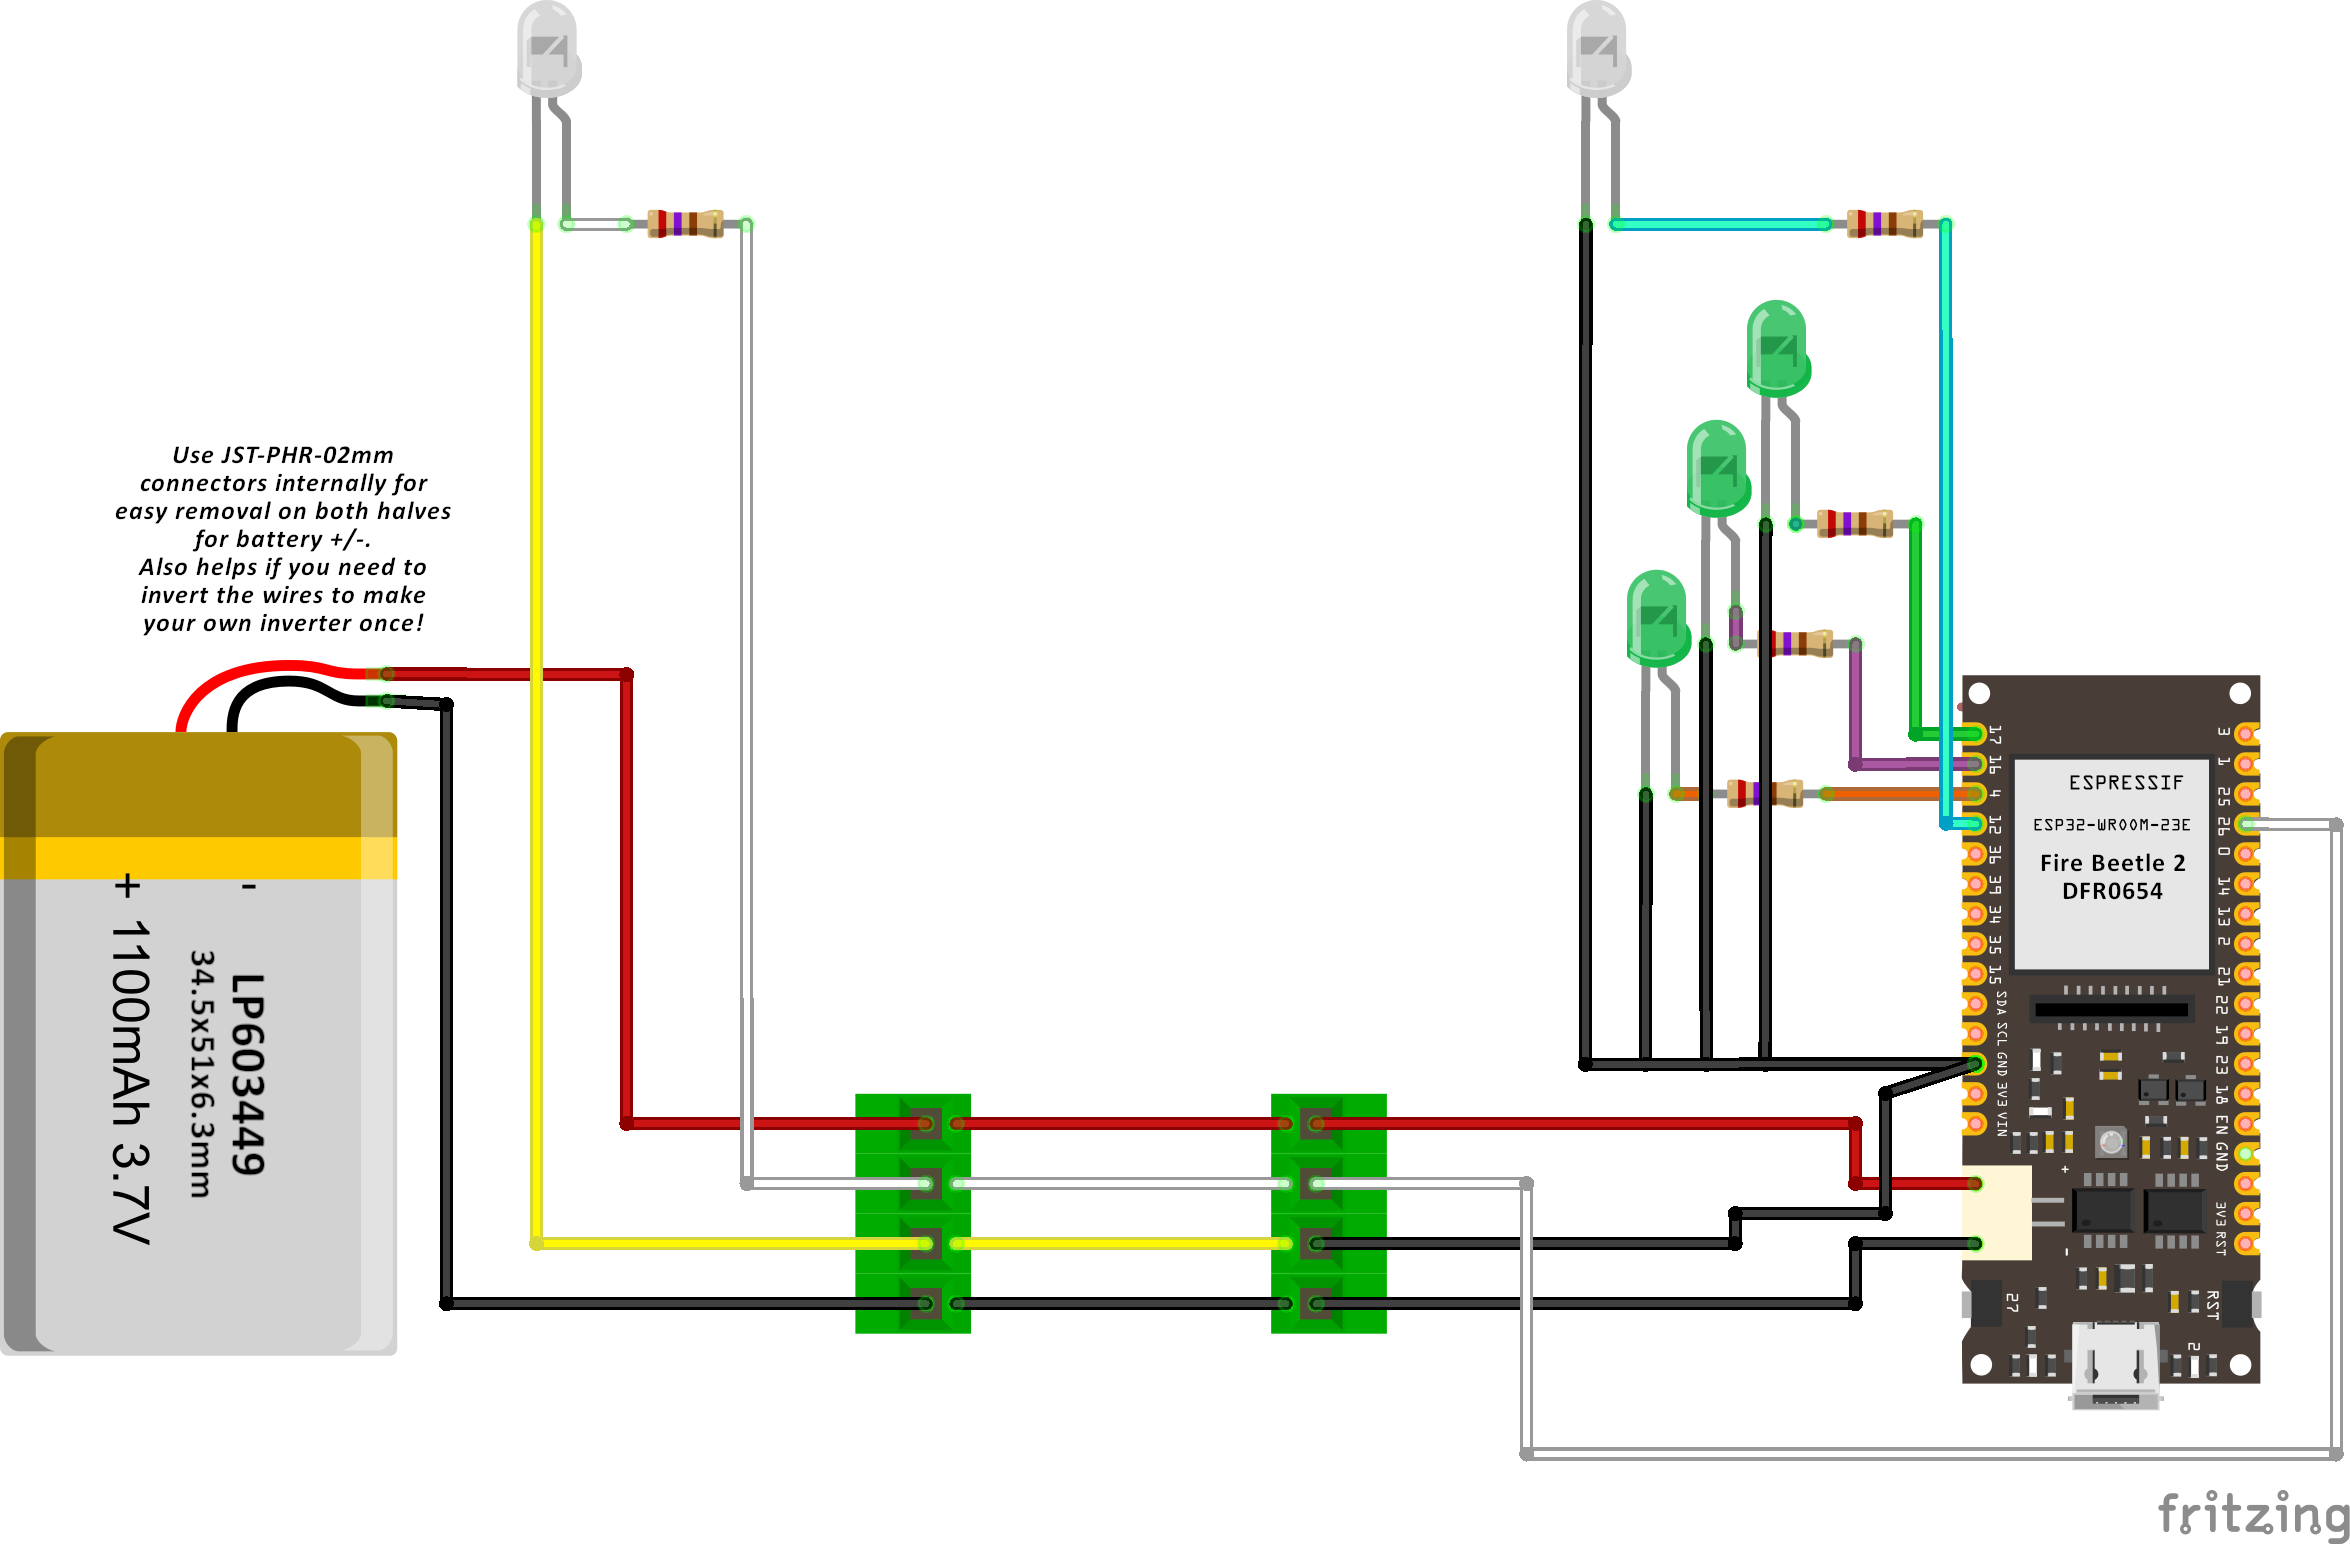 Use JST-PHR-02mm
connectors internally for
easy removal on both halves
for battery +/-.
Also helps if you need to
invert the wires to make
your own inverter once!
-
+ 1100mAh 3.7V
34.5x51x6.3mm
LP603449
17
16
4
12
36
39
34
35
15
SDA
SCL
GND
3V3
VIN
ESPRESSIF
ESP32-WROOM-23E
Fire Beetle 2
DFR0654
3
1
25
26
0
14
13
2
21
22
19
23
18
EN
GND
3V3
RST
+
-
27
RST
5
fritzing